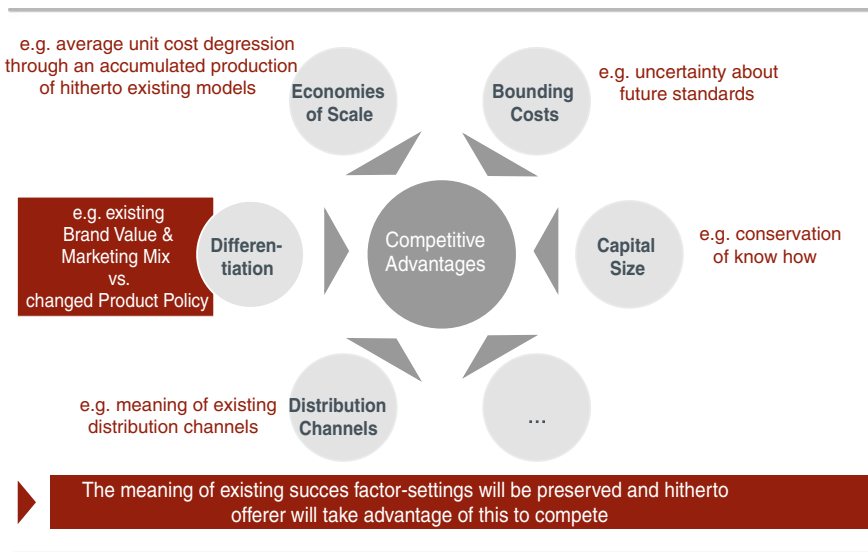 e.g. average unit cost degression
through an accumulated production
of hitherto existing models
Economies
of Scale
Bounding
Costs
e.g. uncertainty about
future standards
e.g. existing
Brand Value &
Marketing Mix
vs.
changed Product Policy
Differen-
tiation
Competitive
Advantages
Capital
Size
e.g. conservation
of know how
e.g. meaning of existing
distribution channels
Distribution
Channels
...
The meaning of existing succes factor-settings will be preserved and hitherto
offerer will take advantage of this to compete